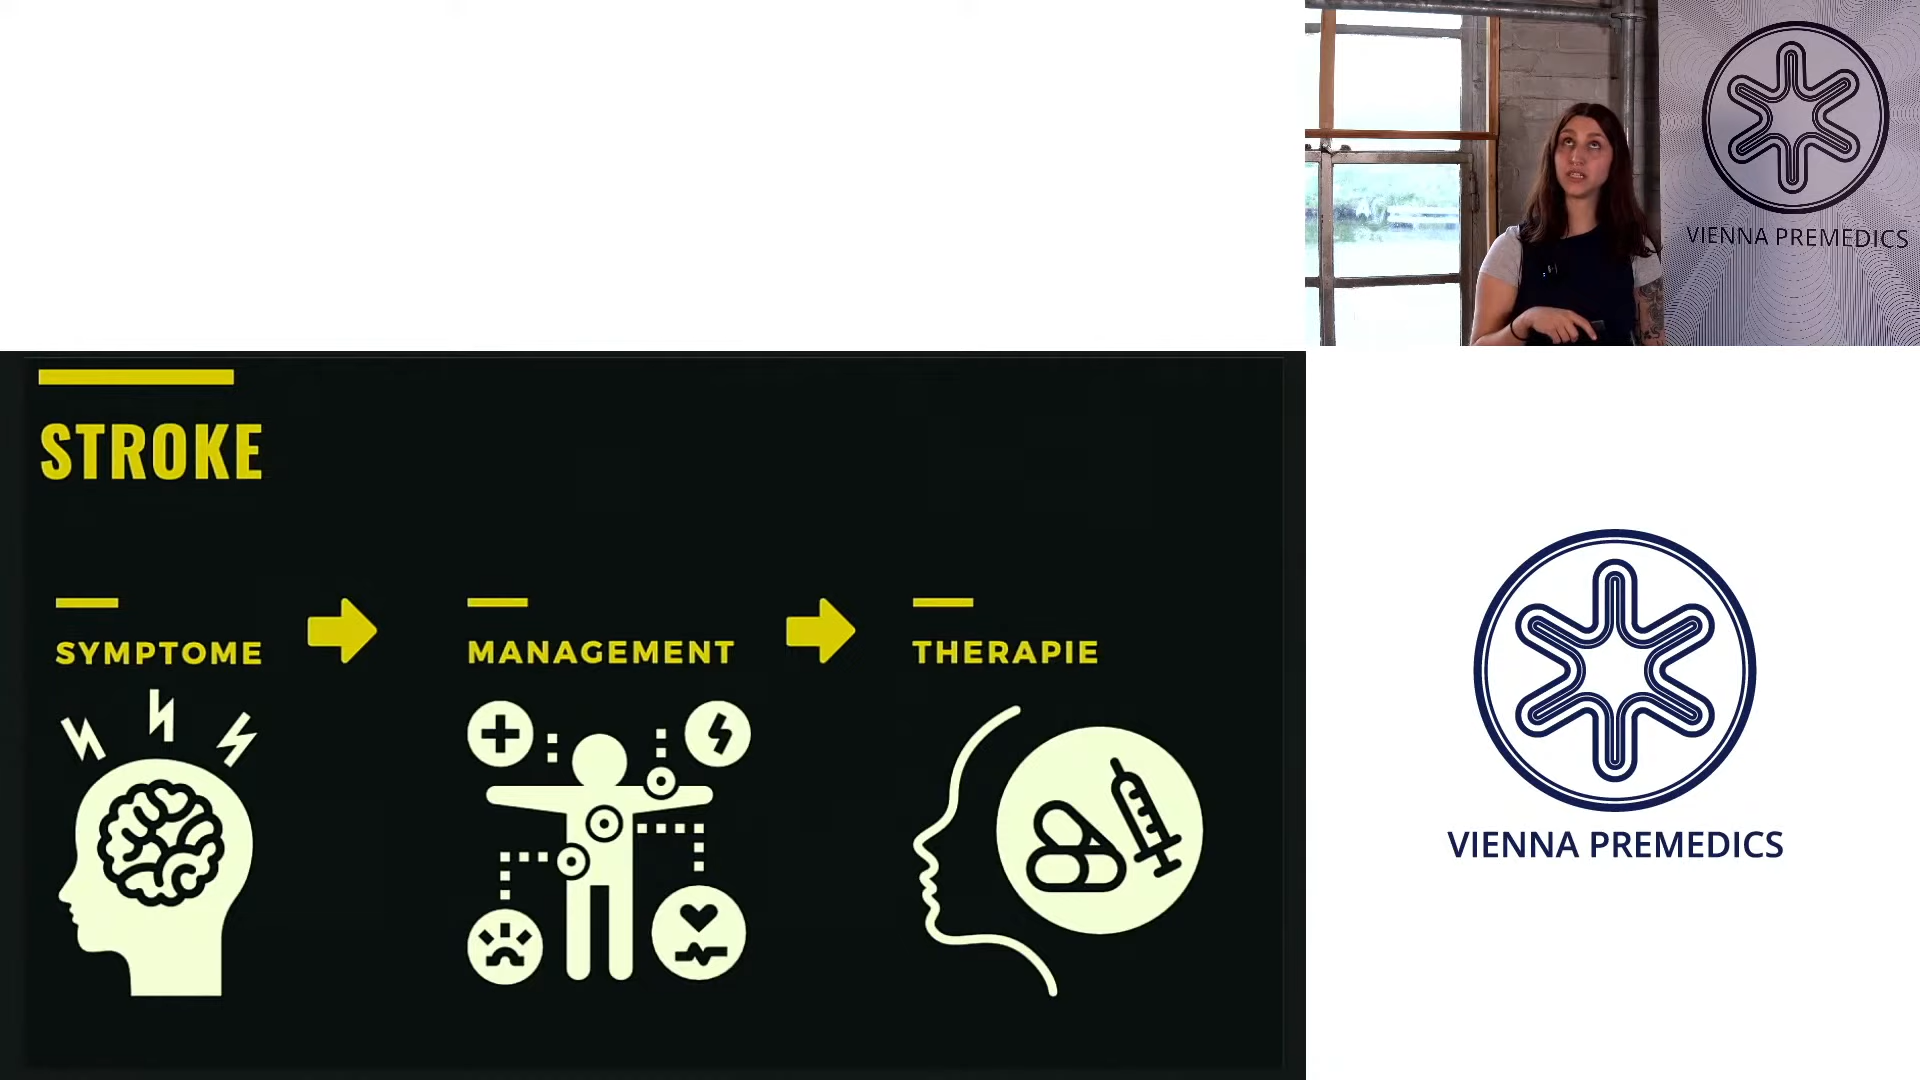 VIENNA PREMEDICS
STROKE
SYMPTOME
MANAGEMENT
THERAPIE
VIENNA PREMEDICS